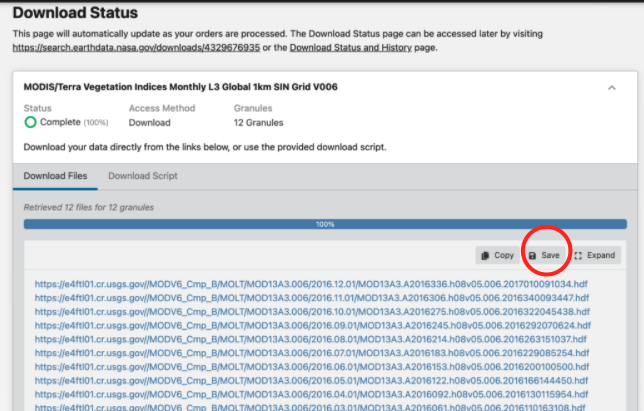 Download Status
This page will automatically update as your orders are processed. The Download Status page can be accessed later by visiting
https://search.earthdata.nasa.gov/downloads/4329676935 or the Download Status and History page.
MODIS/Terra Vegetation Indices Monthly L3 Global 1km SIN Grid V006
Status Access Method Granules
Complete (100%) Download 12 Granules
Download your data directly from the links below, or use the provided download script.
Download Files Download Script
Retrieved 12 files for 12 granules
100%
Copy Save Expand
https://e4ftl01.cr.usgs.gov//MODV6_Cmp_B/MOLT/MOD13A3.006/2016.12.01/MOD13A3.A2016336.h08v05.006.2017010091034.hdf
https://e4ftl01.cr.usgs.gov//MODV6_Cmp_B/MOLT/MOD13A3.006/2016.11.01/MOD13A3.A2016306.h08v05.006.2016340093447.hdf
https://e4ftl01.cr.usgs.gov//MODV6_Cmp_B/MOLT/MOD13A3.006/2016.10.01/MOD13A3.A2016275.h08v05.006.2016322045438.hdf
https://e4ftl01.cr.usgs.gov//MODV6_Cmp_B/MOLT/MOD13A3.006/2016.09.01/MOD13A3.A2016245.h08v05.006.2016292070624.hdf
https://e4ftl01.cr.usgs.gov//MODV6_Cmp_B/MOLT/MOD13A3.006/2016.08.01/MOD13A3.A2016214.h08v05.006.2016263151037.hdf
https://e4ftl01.cr.usgs.gov//MODV6_Cmp_B/MOLT/MOD13A3.006/2016.07.01/MOD13A3.A2016183.h08v05.006.2016229085254.hdf
https://e4ftl01.cr.usgs.gov//MODV6_Cmp_B/MOLT/MOD13A3.006/2016.06.01/MOD13A3.A2016153.h08v05.006.2016200100500.hdf
https://e4ftl01.cr.usgs.gov//MODV6_Cmp_B/MOLT/MOD13A3.006/2016.05.01/MOD13A3.A2016122.h08v05.006.2016166144450.hdf
https://e4ftl01.cr.usgs.gov//MODV6_Cmp_B/MOLT/MOD13A3.006/2016.04.01/MOD13A3.A2016092.h08v05.006.2016130115954.hdf
https://e4ftl01.cr.usgs.gov//MODV6_Cmp_B/MOLT/MOD13A3.006/2016.03.01/MOD13A3.A2016061.h08v05.006.2016110163108.hdf